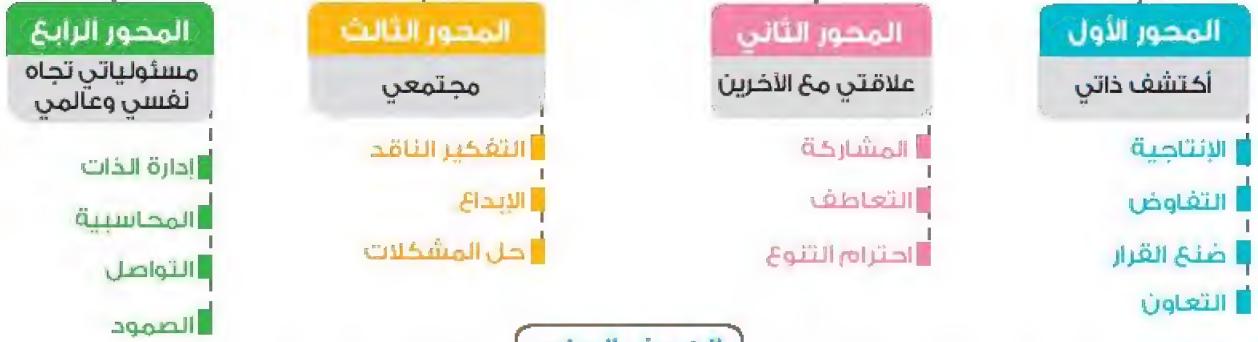 المحور الأول
أكتشف ذاتي
الإنتاجية
التفاوض
صُنع القرار
التعاون
المحور الثاني
علاقتي مع الآخرين
المشاركة
التعاطف
احترام التنوع
المحور الثالث
مجتمعي
التفكير الناقد
الإبداع
حل المشكلات
المحور الرابع
مسئولياتي تجاه
نفسي وعالمي
إدارة الذات
المحاسبية
التواصل
الصمود